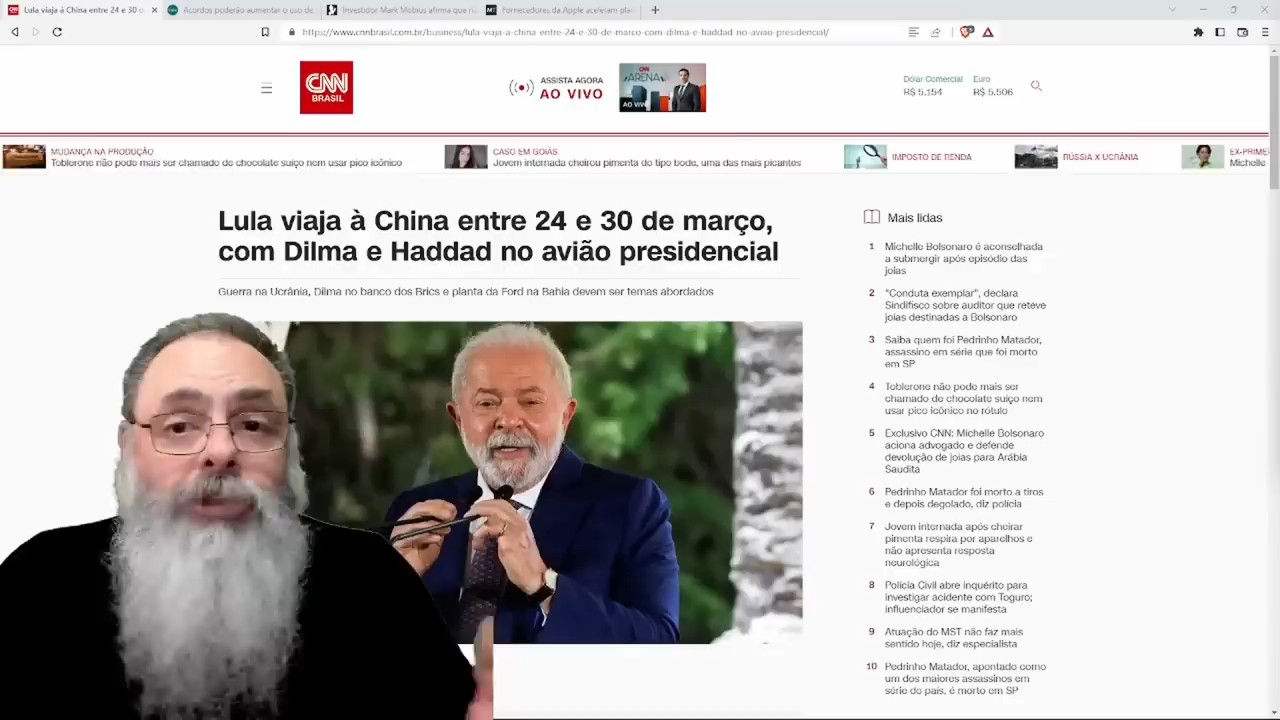 Lula viaja à China entre 24 e 30 d
Acordos poderão aumentar o uso de
Investidor Mark Mobius afirma que n
Fornecedores da Apple aceleram pla
https://www.cnnbrasil.com.br/business/lula-viaja-a-china-entre-24-e-30-de-marco-com-dilma-e-haddad-no-aviao-presidencial/
CNN
BRASIL
ASSISTA AGORA
AO VIVO
CNN
ARENA
AO VIVO
Dólar Comercial
R$ 5,154
Euro
R$ 5,506
MUDANÇA NA PRODUÇÃO
Toblerone não pode mais ser chamado de chocolate suíço nem usar pico icônico
CASO EM GOIÁS
Jovem internada cheirou pimenta do tipo bode, uma das mais picantes
IMPOSTO DE RENDA
RÚSSIA X UCRÂNIA
EX-PRIME
Michelle
Lula viaja à China entre 24 e 30 de março,
com Dilma e Haddad no avião presidencial
Guerra na Ucrânia, Dilma no banco dos Brics e planta da Ford na Bahia devem ser temas abordados
Mais lidas
1 Michelle Bolsonaro é aconselhada
a submergir após episódio das
joias
2 "Conduta exemplar", declara
Sindifisco sobre auditor que reteve
joias destinadas a Bolsonaro
3 Saiba quem foi Pedrinho Matador,
assassino em série que foi morto
em SP
4 Toblerone não pode mais ser
chamado de chocolate suíço nem
usar pico icônico no rótulo
5 Exclusivo CNN: Michelle Bolsonaro
aciona advogado e defende
devolução de joias para Arábia
Saudita
6 Pedrinho Matador foi morto a tiros
e depois degolado, diz polícia
7 Jovem internada após cheirar
pimenta respira por aparelhos e
não apresenta resposta
neurológica
8 Polícia Civil abre inquérito para
investigar acidente com Toguro;
influenciador se manifesta
9 Atuação do MST não faz mais
sentido hoje, diz especialista
10 Pedrinho Matador, apontado como
um dos maiores assassinos em
série do país, é morto em SP